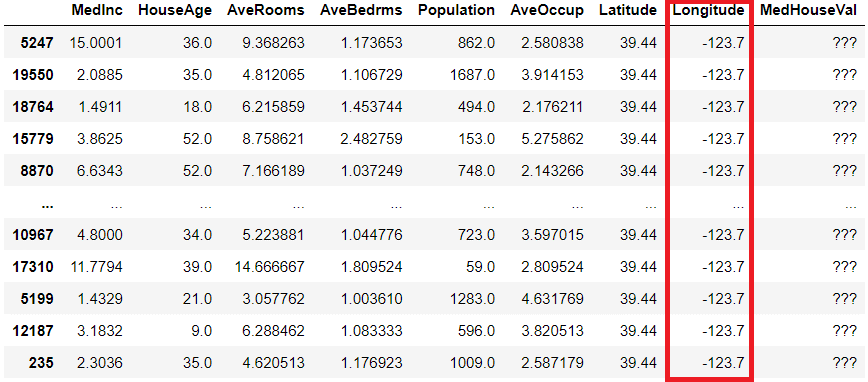 MedInc HouseAge AveRooms AveBedrms Population AveOccup Latitude Longitude MedHouseVal
5247 15.0001 36.0 9.368263 1.173653 862.0 2.580838 39.44 -123.7 ???
19550 2.0885 35.0 4.812065 1.106729 1687.0 3.914153 39.44 -123.7 ???
18764 1.4911 18.0 6.215859 1.453744 494.0 2.176211 39.44 -123.7 ???
15779 3.8625 52.0 8.758621 2.482759 153.0 5.275862 39.44 -123.7 ???
8870 6.6343 52.0 7.166189 1.037249 748.0 2.143266 39.44 -123.7 ???
... ... ... ... ... ... ... ... ... ...
10967 4.8000 34.0 5.223881 1.044776 723.0 3.597015 39.44 -123.7 ???
17310 11.7794 39.0 14.666667 1.809524 59.0 2.809524 39.44 -123.7 ???
5199 1.4329 21.0 3.057762 1.003610 1283.0 4.631769 39.44 -123.7 ???
12187 3.1832 9.0 6.288462 1.083333 596.0 3.820513 39.44 -123.7 ???
235 2.3036 35.0 4.620513 1.176923 1009.0 2.587179 39.44 -123.7 ???